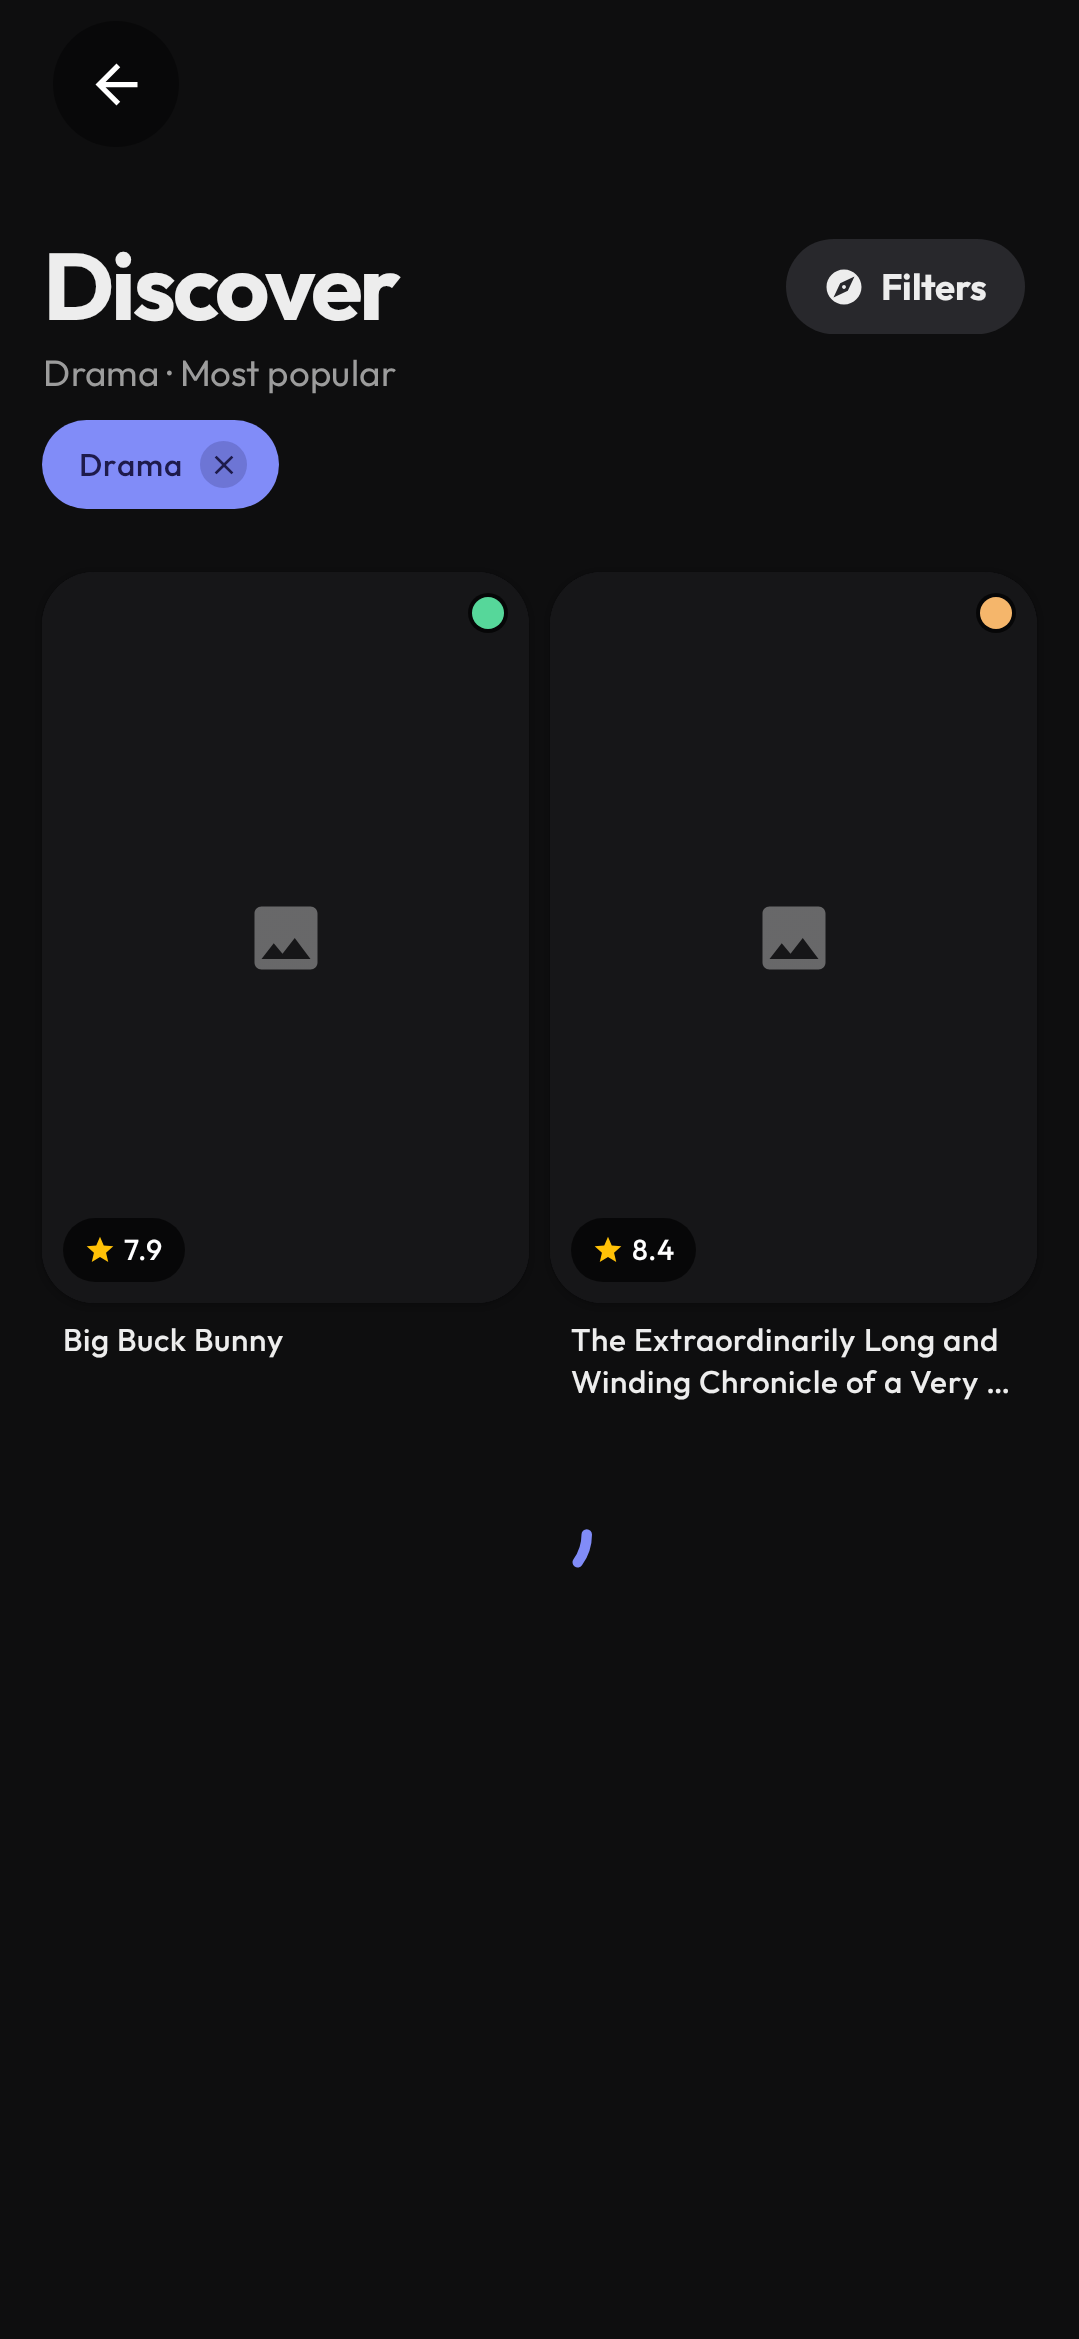 Discover
Filters
Drama · Most popular
Drama
7.9
8.4
Big Buck Bunny
The Extraordinarily Long and
Winding Chronicle of a Very ...